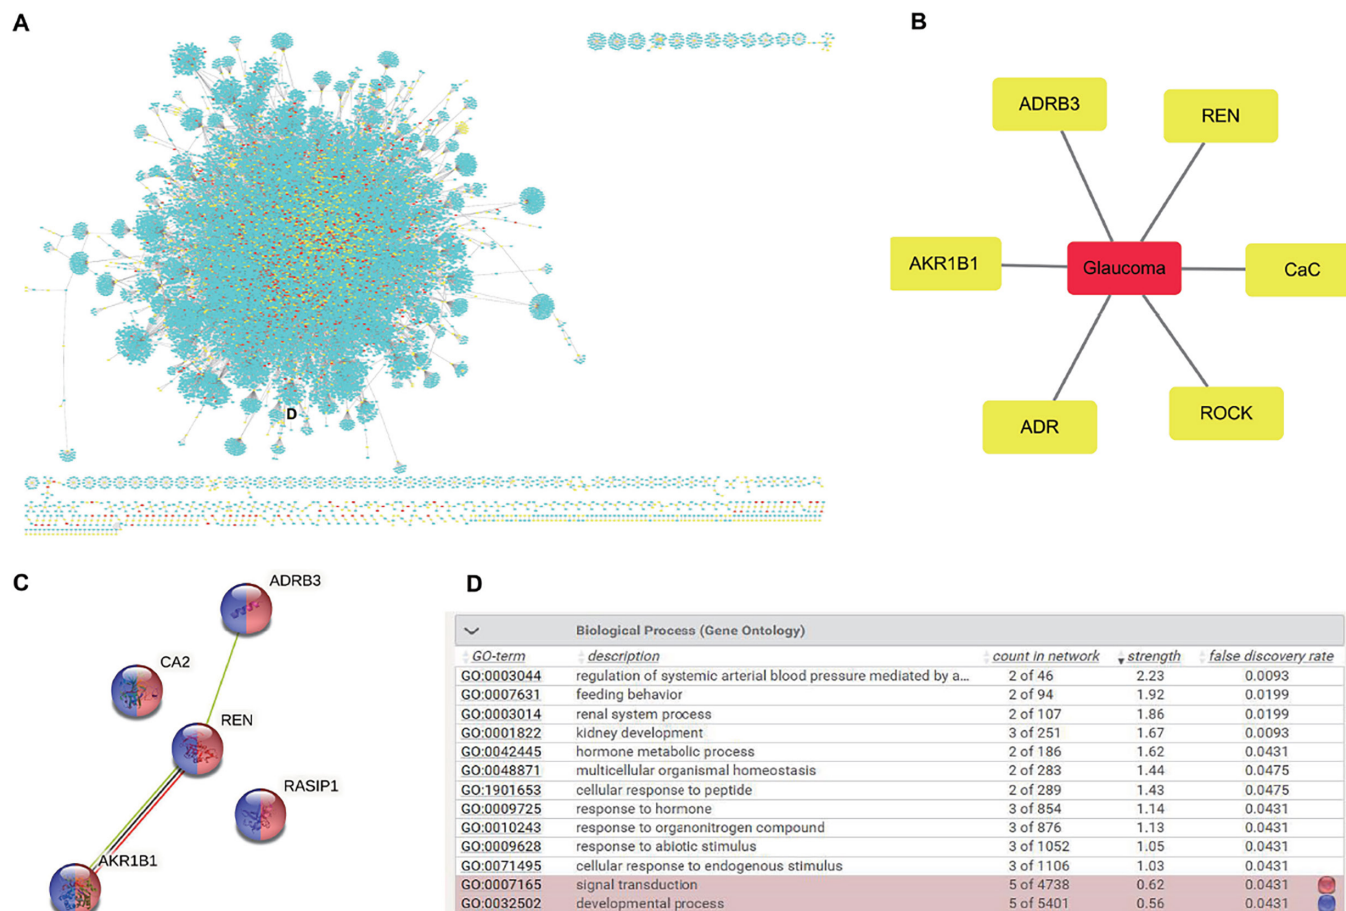 A
B
D
ADRB3
REN
AKR1B1
Glaucoma
CaC
ADR
ROCK
C
ADRB3
CA2
REN
RASIP1
AKR1B1
D
Biological Process (Gene Ontology)
GO-term description count in network strength false discovery rate
GO:0003044 regulation of systemic arterial blood pressure mediated by a... 2 of 46 2.23 0.0093
GO:0007631 feeding behavior 2 of 94 1.92 0.0199
GO:0003014 renal system process 2 of 107 1.86 0.0199
GO:0001822 kidney development 3 of 251 1.67 0.0093
GO:0042445 hormone metabolic process 2 of 186 1.62 0.0431
GO:0048871 multicellular organismal homeostasis 2 of 283 1.44 0.0475
GO:1901653 cellular response to peptide 2 of 289 1.43 0.0475
GO:0009725 response to hormone 3 of 854 1.14 0.0431
GO:0010243 response to organonitrogen compound 3 of 876 1.13 0.0431
GO:0009628 response to abiotic stimulus 3 of 1052 1.05 0.0431
GO:0071495 cellular response to endogenous stimulus 3 of 1106 1.03 0.0431
GO:0007165 signal transduction 5 of 4738 0.62 0.0431
GO:0032502 developmental process 5 of 5401 0.56 0.0431